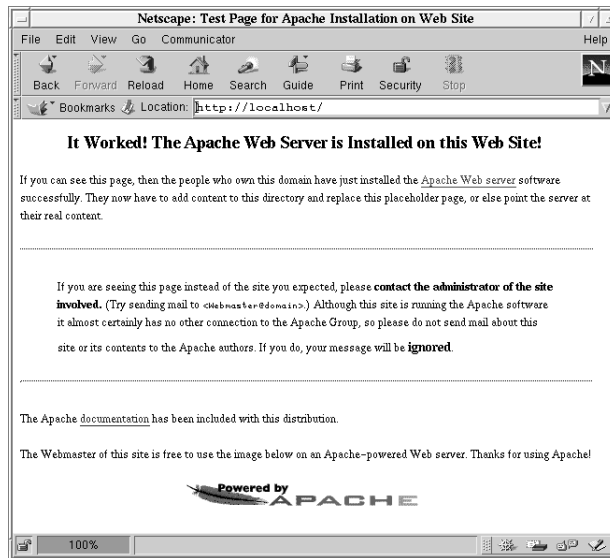 Netscape: Test Page for Apache Installation on Web Site
File Edit View Go Communicator Help
Back Forward Reload Home Search Guide Print Security Stop
N
Bookmarks Location: http://localhost/
It Worked! The Apache Web Server is Installed on this Web Site!
If you can see this page, then the people who own this domain have just installed the Apache Web server software
successfully. They now have to add content to this directory and replace this placeholder page, or else point the server at
their real content.
If you are seeing this page instead of the site you expected, please contact the administrator of the site
involved. (Try sending mail to <Webmaster@domain>.) Although this site is running the Apache software
it almost certainly has no other connection to the Apache Group, so please do not send mail about this
site or its contents to the Apache authors. If you do, your message will be ignored.
The Apache documentation has been included with this distribution.
The Webmaster of this site is free to use the image below on an Apache-powered Web server. Thanks for using Apache!
Powered by
APACHE
100%